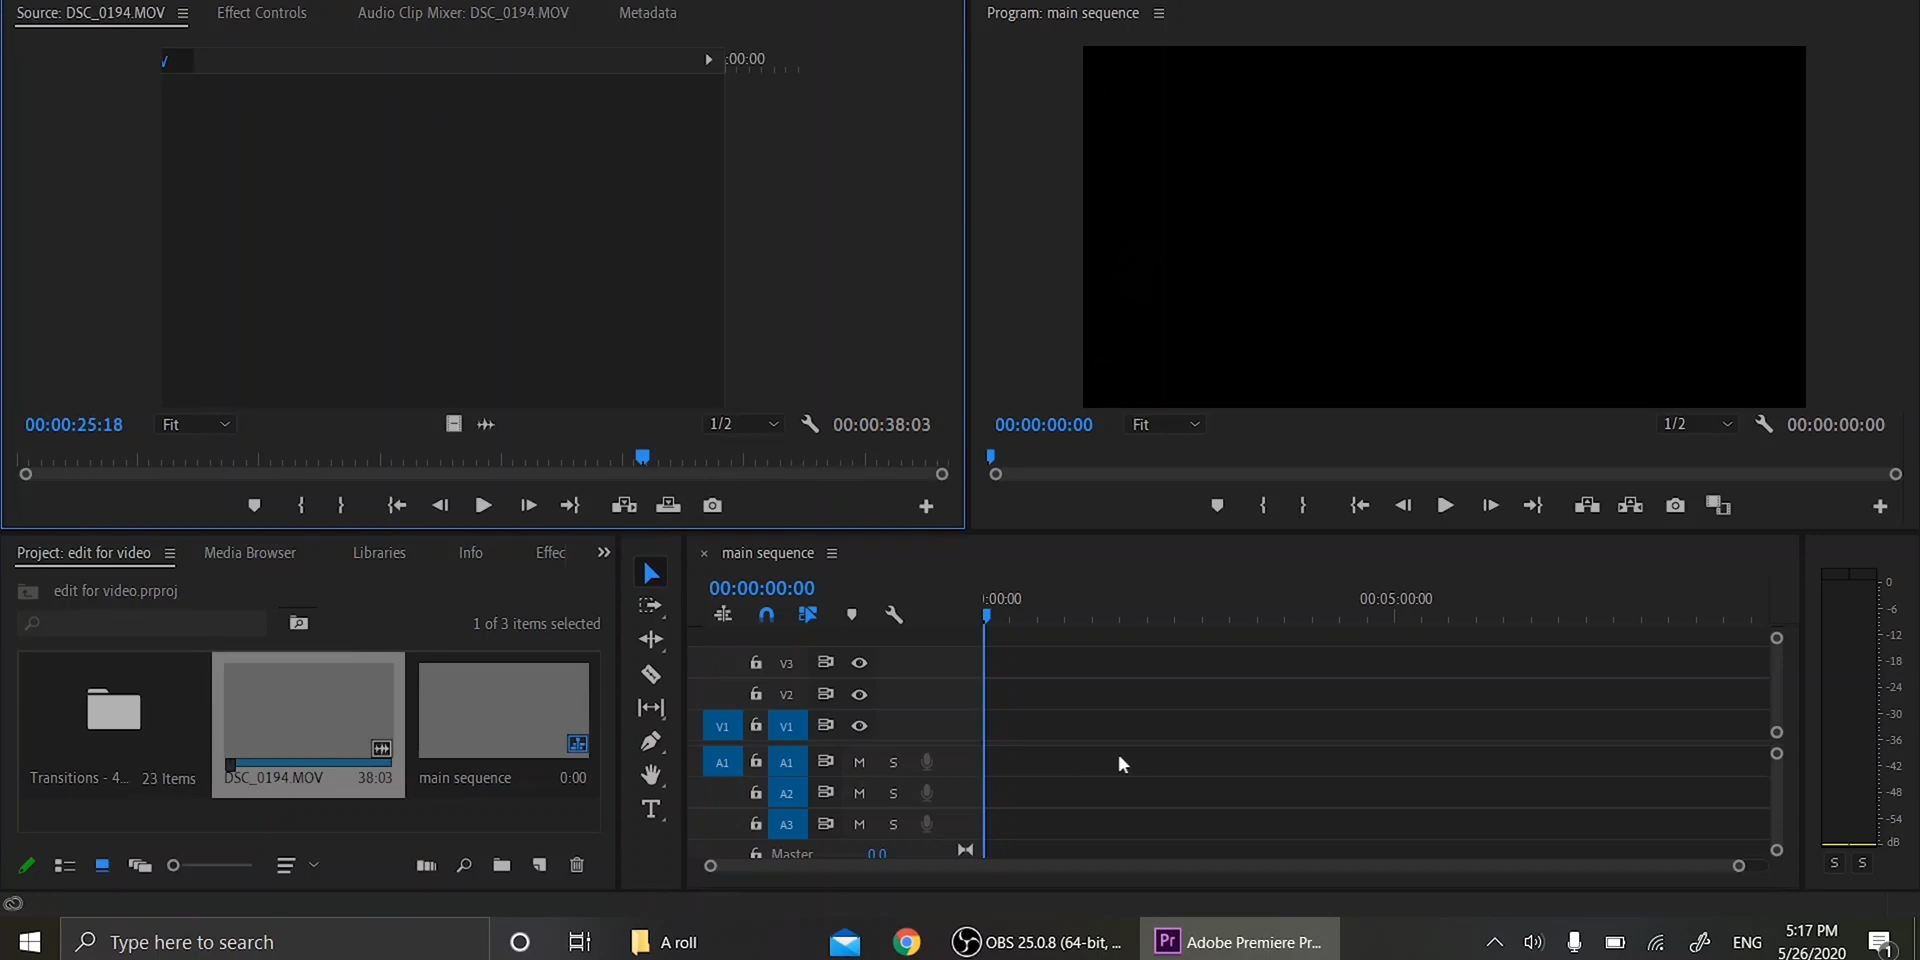 Source: DSC_0194.MOV
Effect Controls
Audio Clip Mixer: DSC_0194.MOV
Metadata
Program: main sequence
:00:00
00:00:25:18
Fit
1/2
00:00:38:03
00:00:00:00
Fit
1/2
00:00:00:00
Project: edit for video
Media Browser
Libraries
Info
Effec
edit for video.prproj
1 of 3 items selected
Transitions - 4... 23 Items
DSC_0194.MOV 38:03
main sequence 0:00
main sequence
00:00:00:00
:00:00
00:05:00:00
V3
V2
V1 V1
A1 A1 M S
A2 M S
A3 M S
Master 0.0
0
-6
-12
-18
-24
-30
-36
-42
-48
-54
dB
S S
Type here to search
A roll
OBS 25.0.8 (64-bit, ...
Pr Adobe Premiere Pr...
ENG
5:17 PM
5/26/2020
1